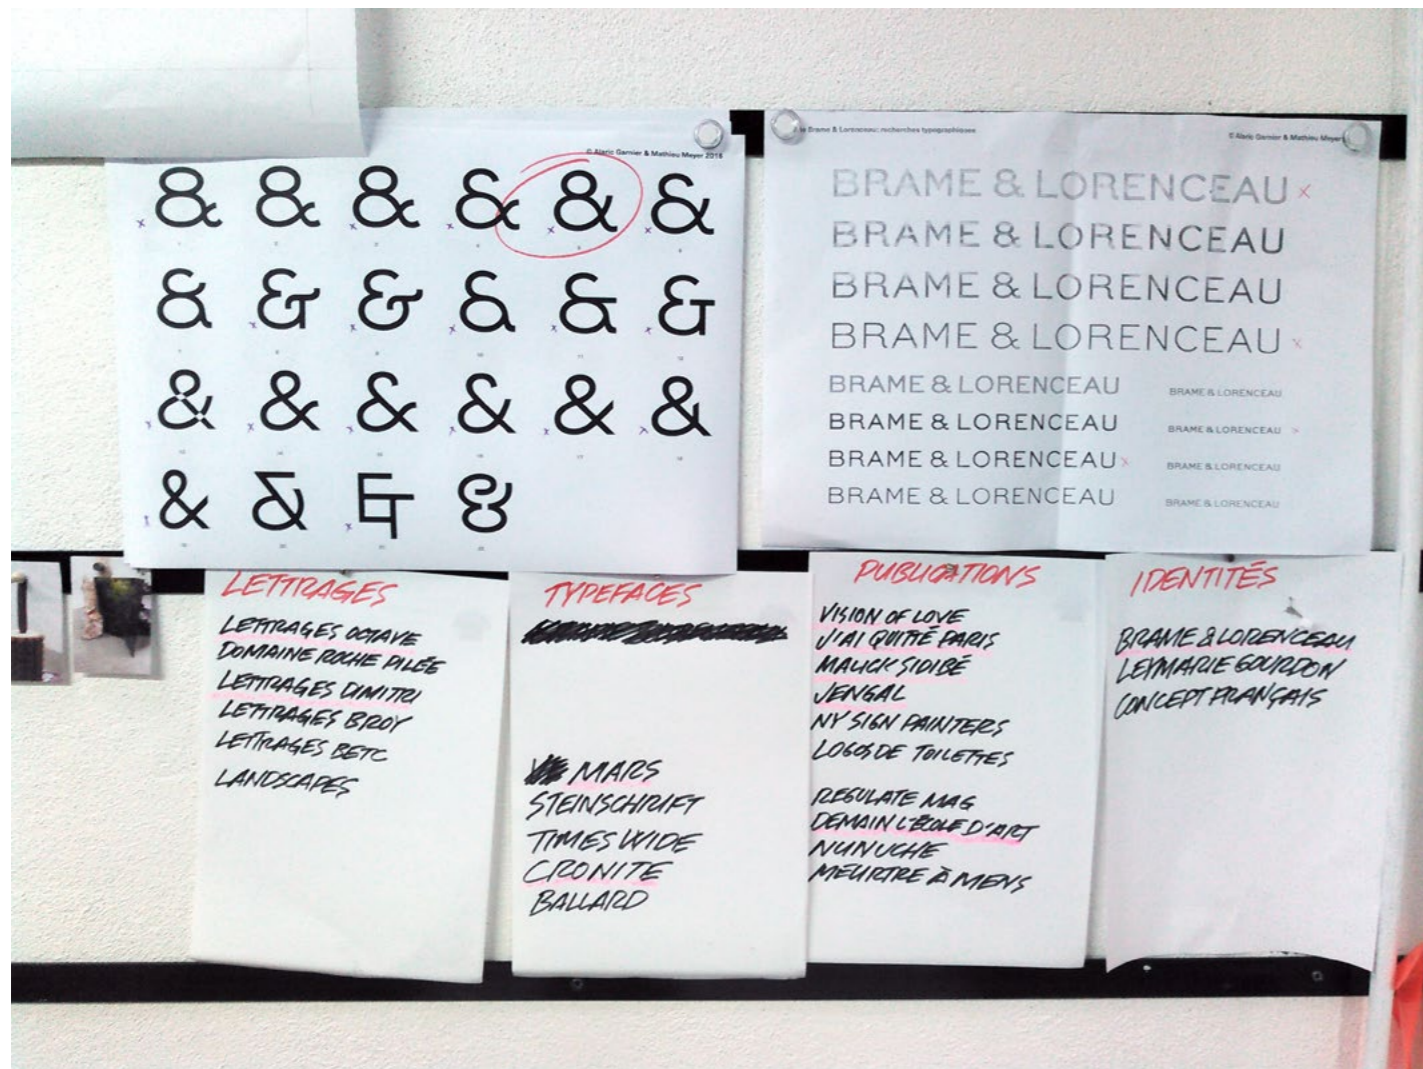 © Alaric Garnier & Mathieu Meyer 2016
& & & & & &
& & & & & &
& & & & & &
& & & &
Brame & Lorenceau: recherches typographiques
© Alaric Garnier & Mathieu Meyer
BRAME & LORENCEAU
BRAME & LORENCEAU
BRAME & LORENCEAU
BRAME & LORENCEAU
BRAME & LORENCEAU
BRAME & LORENCEAU
BRAME & LORENCEAU
BRAME & LORENCEAU
BRAME & LORENCEAU
BRAME & LORENCEAU
BRAME & LORENCEAU
BRAME & LORENCEAU
LETTRAGES
LETTRAGES OCTAVE
DOMAINE ROCHE PILÉE
LETTRAGES DIMITRI
LETTRAGES BROY
LETTRAGES BETC
LANDSCAPES
TYPEFACES
MARS
STEINSCHRIFT
TIMES WIDE
CRONITE
BALLARD
PUBLICATIONS
VISION OF LOVE
J'AI QUITTÉ PARIS
MALICK SIDIBÉ
JENGAL
NY SIGN PAINTERS
LOGOS DE TOILETTES
REGULATE MAG
DEMAIN L'ÉCOLE D'ART
NUNUCHE
MEURTRE À MENS
IDENTITÉS
BRAME & LORENCEAU
LEYMARIE GOURDON
CONCEPT FRANÇAIS